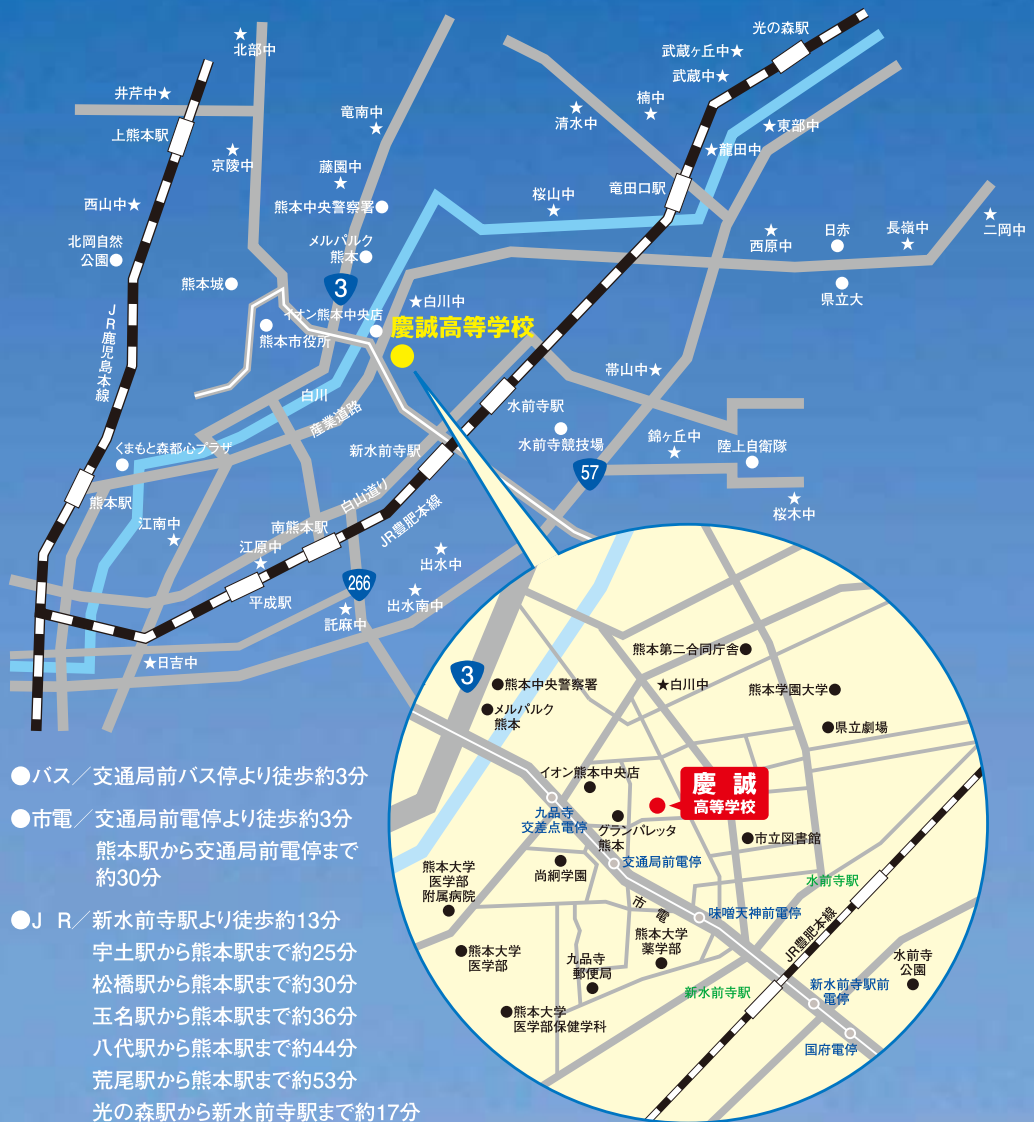 光の森駅
武蔵ヶ丘中★
武蔵中★
★
北部中
井芹中★
上熊本駅
竜南中
★
★
清水中
楠中
★
★東部中
★龍田中
★
京陵中
藤園中
★
熊本中央警察署
西山中★
桜山中
★
竜田口駅
★
西原中
日赤
長嶺中
★
★
二岡中
北岡自然
公園
メルパルク
熊本
熊本城
3
県立大
★白川中
イオン熊本中央店
慶誠高等学校
熊本市役所
JR鹿児島本線
帯山中★
白川
産業道路
水前寺駅
水前寺競技場
錦ヶ丘中
★
陸上自衛隊
くまもと森都心プラザ
新水前寺駅
57
熊本駅
白山通り
★
桜木中
江南中
★
南熊本駅
JR豊肥本線
江原中
★
★
出水中
266
平成駅
★
出水南中
★
託麻中
★日吉中
熊本第二合同庁舎
3
熊本中央警察署
★白川中
熊本学園大学
メルパルク
熊本
県立劇場
イオン熊本中央店
慶誠
高等学校
九品寺
交差点電停
グランパレッタ
熊本
市立図書館
交通局前電停
尚絅学園
熊本大学
医学部
附属病院
水前寺駅
市電
味噌天神前電停
JR豊肥本線
熊本大学
薬学部
熊本大学
医学部
九品寺
郵便局
水前寺
公園
新水前寺駅
新水前寺駅前
電停
熊本大学
医学部保健学科
国府電停
●バス/交通局前バス停より徒歩約3分
●市電/交通局前電停より徒歩約3分
熊本駅から交通局前電停まで
約30分
●J R/新水前寺駅より徒歩約13分
宇土駅から熊本駅まで約25分
松橋駅から熊本駅まで約30分
玉名駅から熊本駅まで約36分
八代駅から熊本駅まで約44分
荒尾駅から熊本駅まで約53分
光の森駅から新水前寺駅まで約17分